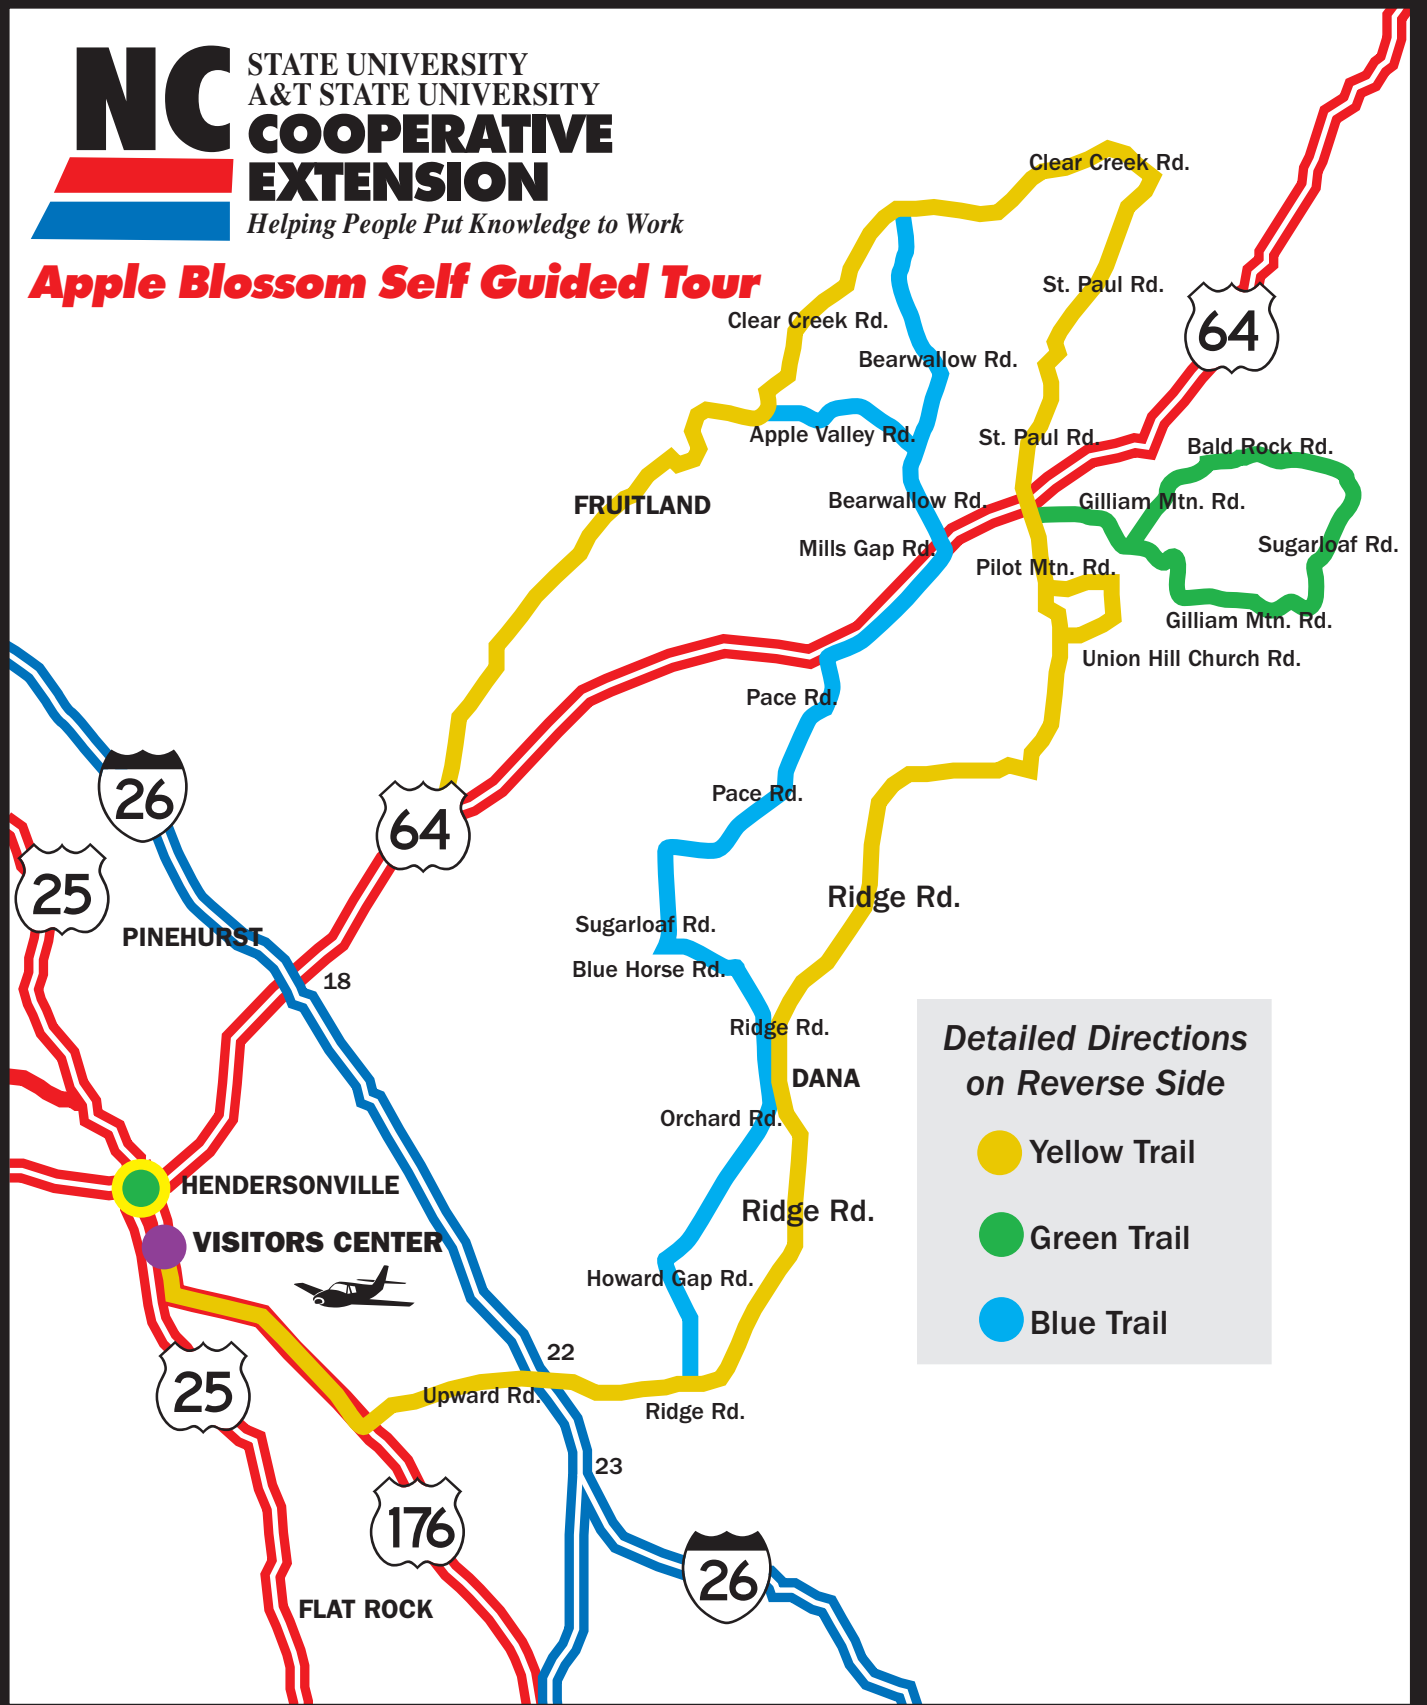 NC
STATE UNIVERSITY
A&T STATE UNIVERSITY
COOPERATIVE
EXTENSION
Helping People Put Knowledge to Work
Apple Blossom Self Guided Tour
Clear Creek Rd.
St. Paul Rd.
64
Clear Creek Rd.
Bearwallow Rd.
Apple Valley Rd.
St. Paul Rd.
Bald Rock Rd.
FRUITLAND
Bearwallow Rd.
Gilliam Mtn. Rd.
Mills Gap Rd.
Sugarloaf Rd.
Pilot Mtn. Rd.
Gilliam Mtn. Rd.
Union Hill Church Rd.
Pace Rd.
26
Pace Rd.
64
25
Ridge Rd.
PINEHURST
Sugarloaf Rd.
Blue Horse Rd.
18
Ridge Rd.
DANA
Orchard Rd.
Detailed Directions
on Reverse Side
Yellow Trail
Green Trail
Blue Trail
HENDERSONVILLE
Ridge Rd.
VISITORS CENTER
Howard Gap Rd.
22
25
Upward Rd.
Ridge Rd.
23
176
26
FLAT ROCK